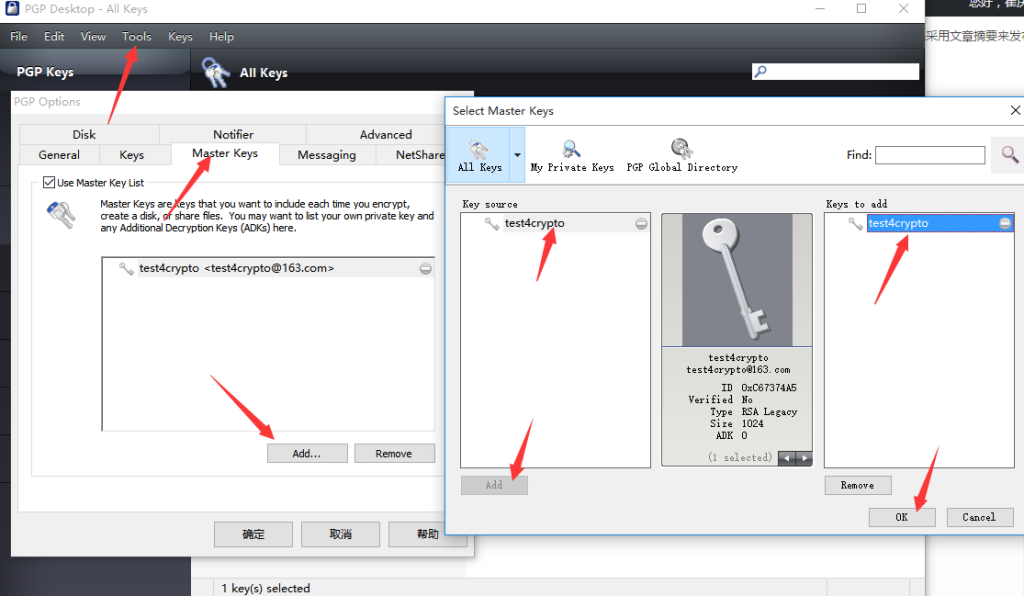 PGP Desktop - All Keys
您好，崔庆
File Edit View Tools Keys Help
采用文章摘要来发布
PGP Keys
All Keys
PGP Options
Disk Notifier Advanced
General Keys Master Keys Messaging NetShare
Use Master Key List
Master Keys are keys that you want to include each time you encrypt,
create a disk, or share files. You may want to list your own private key and
any Additional Decryption Keys (ADKs) here.
test4crypto <test4crypto@163.com>
Add... Remove
确定 取消 帮助
1 key(s) selected
Select Master Keys
All Keys My Private Keys PGP Global Directory
Find:
Key source
test4crypto
Add
test4crypto
test4crypto@163.com
ID 0xC67374A5
Verified No
Type RSA Legacy
Size 1024
ADK 0
(1 selected)
Keys to add
test4crypto
Remove
OK Cancel